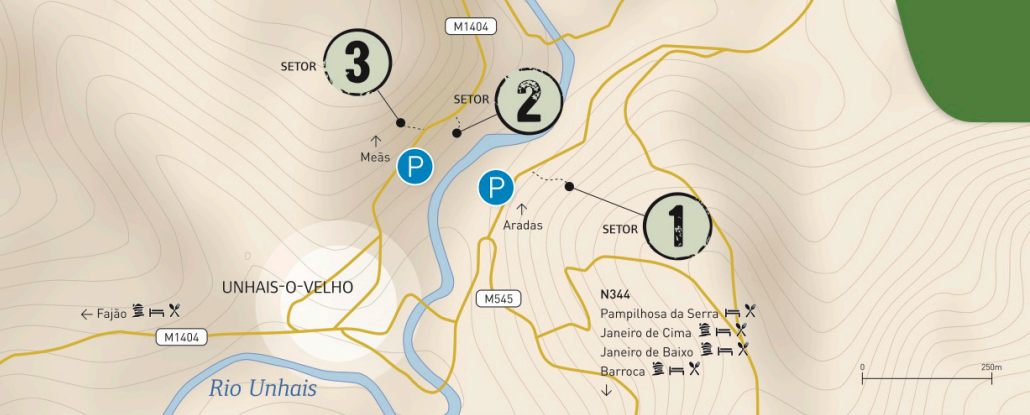 M1404
SETOR 3
SETOR 2
Meãs
P
P
Aradas
SETOR 1
UNHAIS-O-VELHO
M545
N344
Pampilhosa da Serra
Janeiro de Cima
Janeiro de Baixo
Barroca
Fajão
M1404
Rio Unhais
0 250m